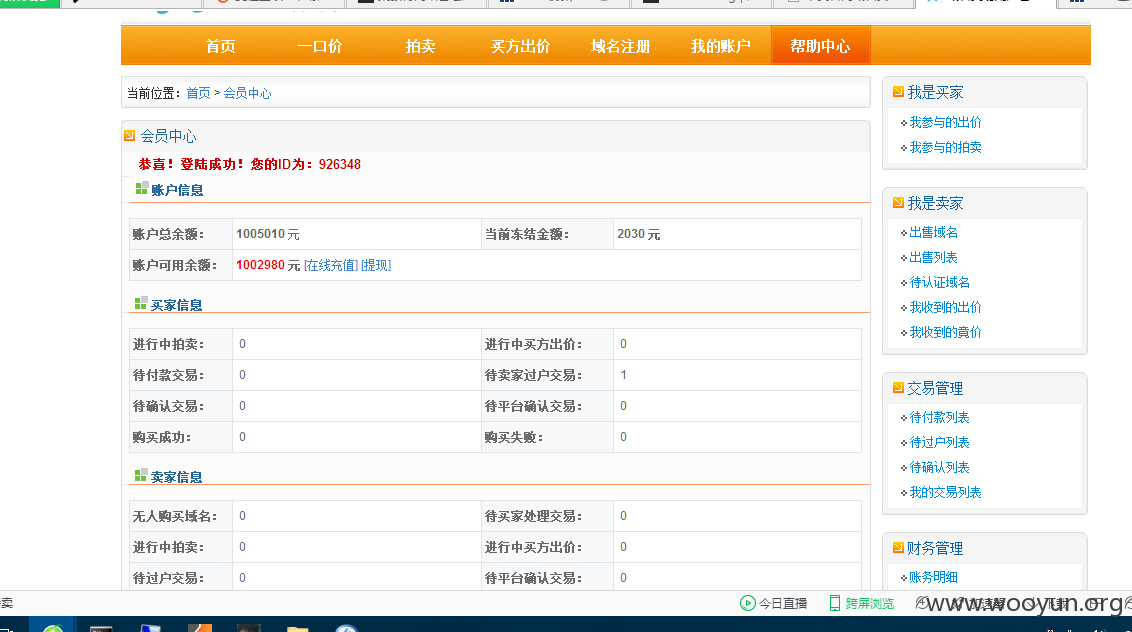 首页 一口价 拍卖 买方出价 域名注册 我的账户 帮助中心
当前位置：首页 > 会员中心
会员中心
恭喜！登陆成功！您的ID为：926348
账户信息
账户总余额： 1005010 元 当前冻结金额： 2030 元
账户可用余额： 1002980 元 [在线充值] [提现]
买家信息
进行中拍卖： 0 进行中买方出价： 0
待付款交易： 0 待卖家过户交易： 1
待确认交易： 0 待平台确认交易： 0
购买成功： 0 购买失败： 0
卖家信息
无人购买域名： 0 待买家处理交易： 0
进行中拍卖： 0 进行中买方出价： 0
待过户交易： 0 待平台确认交易： 0
我是买家
我参与的出价
我参与的拍卖
我是卖家
出售域名
出售列表
待认证域名
我收到的出价
我收到的竟价
交易管理
待付款列表
待过户列表
待确认列表
我的交易列表
财务管理
账务明细
卖 今日直播 跨屏浏览
www.wooyun.org